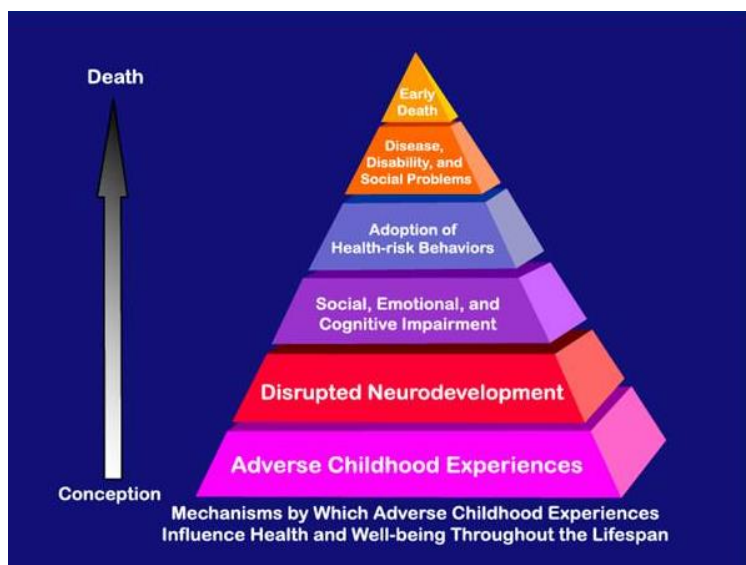 Death
Early
Death
Disease,
Disability, and
Social Problems
Adoption of
Health-risk Behaviors
Social, Emotional, and
Cognitive Impairment
Disrupted Neurodevelopment
Adverse Childhood Experiences
Conception
Mechanisms by Which Adverse Childhood Experiences
Influence Health and Well-being Throughout the Lifespan